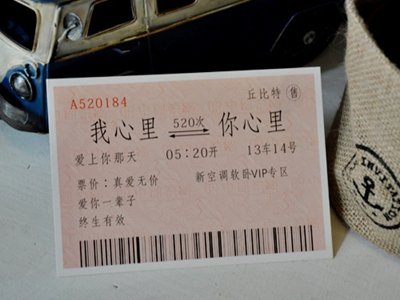 A520184
丘比特 售
520次
我心里 你心里
爱上你那天 05:20开 13车14号
票价:真爱无价 新空调软卧VIP专区
爱你一辈子
终生有效